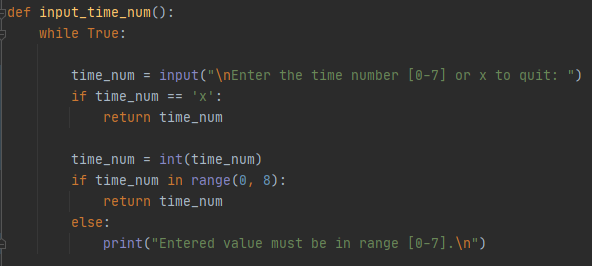 def input_time_num():
    while True:

        time_num = input("\nEnter the time number [0-7] or x to quit: ")
        if time_num == 'x':
            return time_num

        time_num = int(time_num)
        if time_num in range(0, 8):
            return time_num
        else:
            print("Entered value must be in range [0-7].\n")